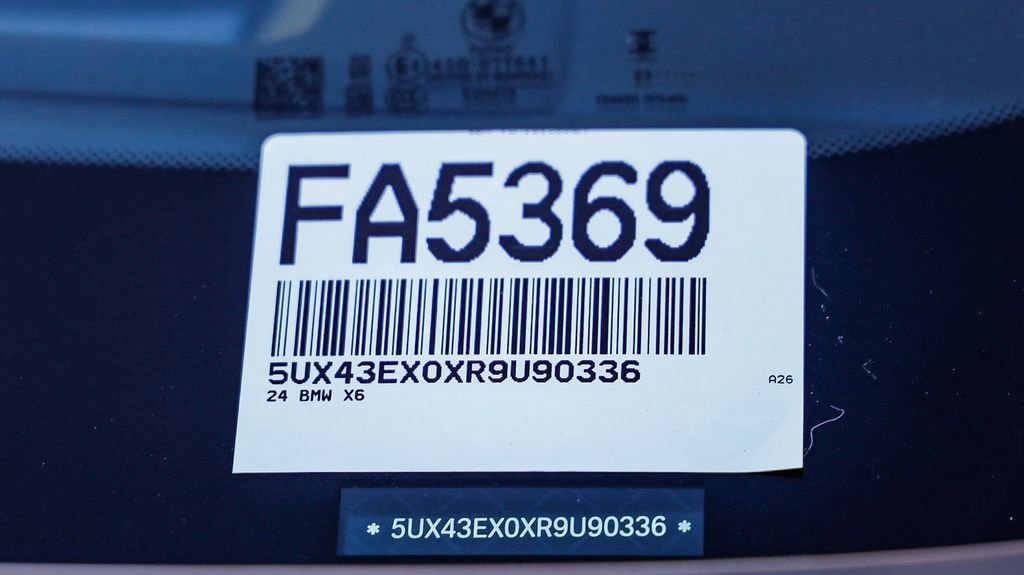 FA5369
5UX43EX0XR9U90336
24 BMW X6
A26
* 5UX43EX0XR9U90336 *